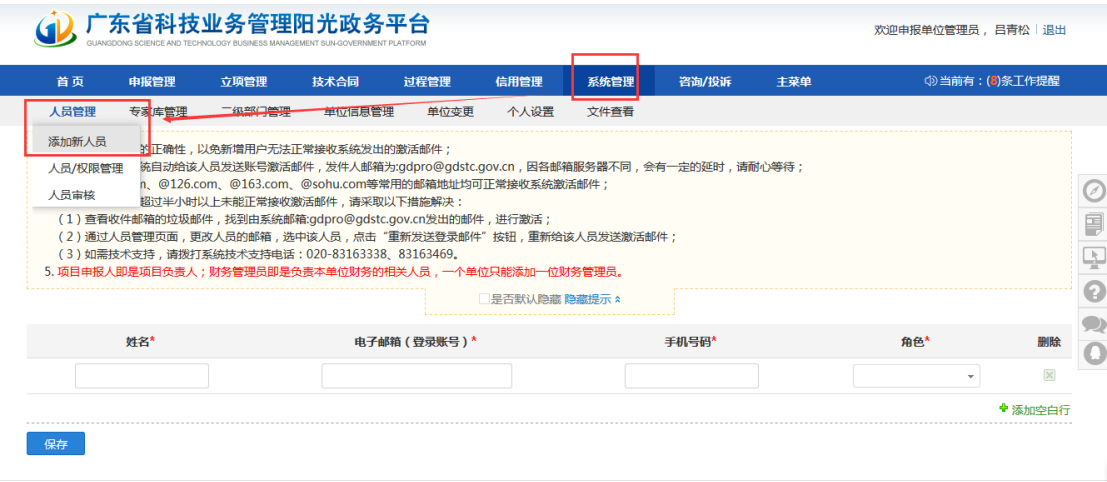 广东省科技业务管理阳光政务平台
GUANGDONG SCIENCE AND TECHNOLOGY BUSINESS MANAGEMENT SUN-GOVERNMENT PLATFORM
欢迎申报单位管理员 , 吕青松 | 退出
首 页 申报管理 立项管理 技术合同 过程管理 信用管理 系统管理 咨询/投诉 主菜单 当前有:(8)条工作提醒
人员管理 专家库管理 二级部门管理 单位信息管理 单位变更 个人设置 文件查看
添加新人员
人员/权限管理
人员审核
的正确性,以免新增用户无法正常接收系统发出的激活邮件;
统自动给该人员发送账号激活邮件,发件人邮箱为:gdpro@gdstc.gov.cn,因各邮箱服务器不同,会有一定的延时,请耐心等待;
m、@126.com、@163.com、@sohu.com等常用的邮箱地址均可正常接收系统激活邮件;
超过半小时以上未能正常接收激活邮件,请采取以下措施解决:
(1)查看收件邮箱的垃圾邮件,找到由系统邮箱:gdpro@gdstc.gov.cn发出的邮件,进行激活;
(2)通过人员管理页面,更改人员的邮箱,选中该人员,点击“重新发送登录邮件”按钮,重新给该人员发送激活邮件;
(3)如需技术支持,请拨打系统技术支持电话:020-83163338、83163469。
5. 项目申报人即是项目负责人;财务管理员即是负责本单位财务的相关人员,一个单位只能添加一位财务管理员。
是否默认隐藏 隐藏提示
姓名* 电子邮箱(登录账号)* 手机号码* 角色* 删除
添加空白行
保存